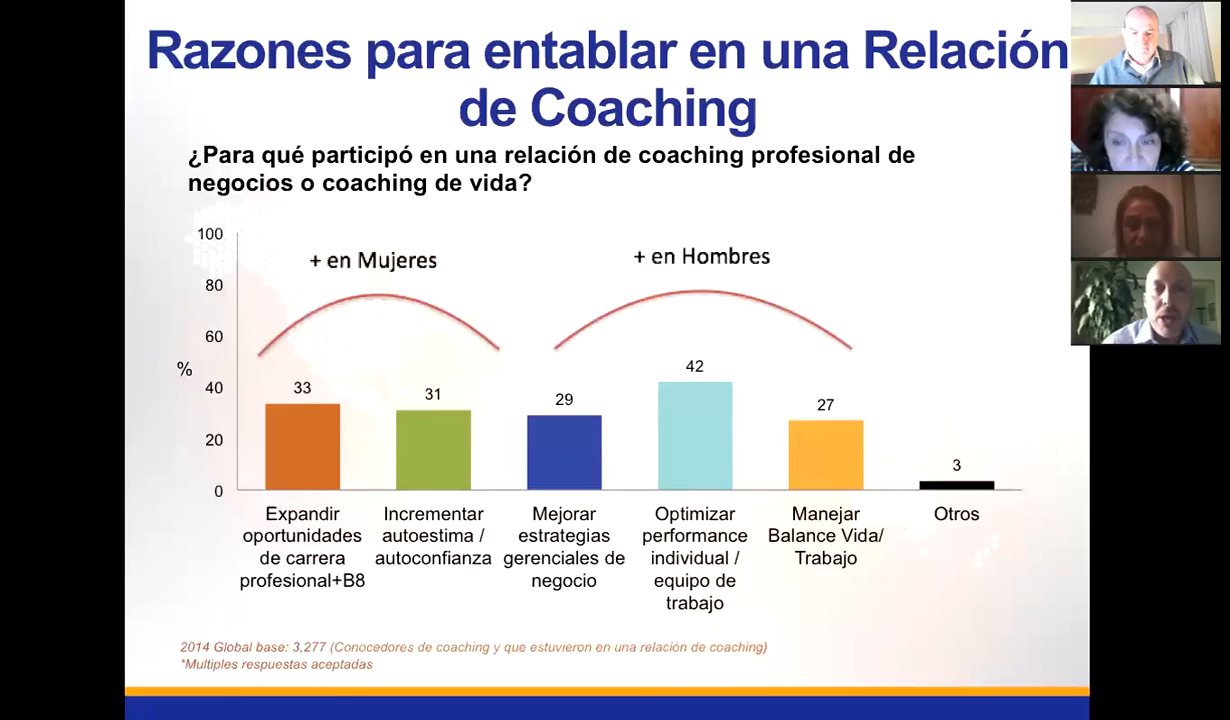 Razones para entablar en una Relación
de Coaching
¿Para qué participó en una relación de coaching profesional de
negocios o coaching de vida?
100
80
60
40
20
0
%
+ en Mujeres
+ en Hombres
33
31
29
42
27
3
Expandir
oportunidades
de carrera
profesional+B8
Incrementar
autoestima /
autoconfianza
Mejorar
estrategias
gerenciales de
negocio
Optimizar
performance
individual /
equipo de
trabajo
Manejar
Balance Vida/
Trabajo
Otros
2014 Global base: 3,277 (Conocedores de coaching y que estuvieron en una relación de coaching)
*Multiples respuestas aceptadas